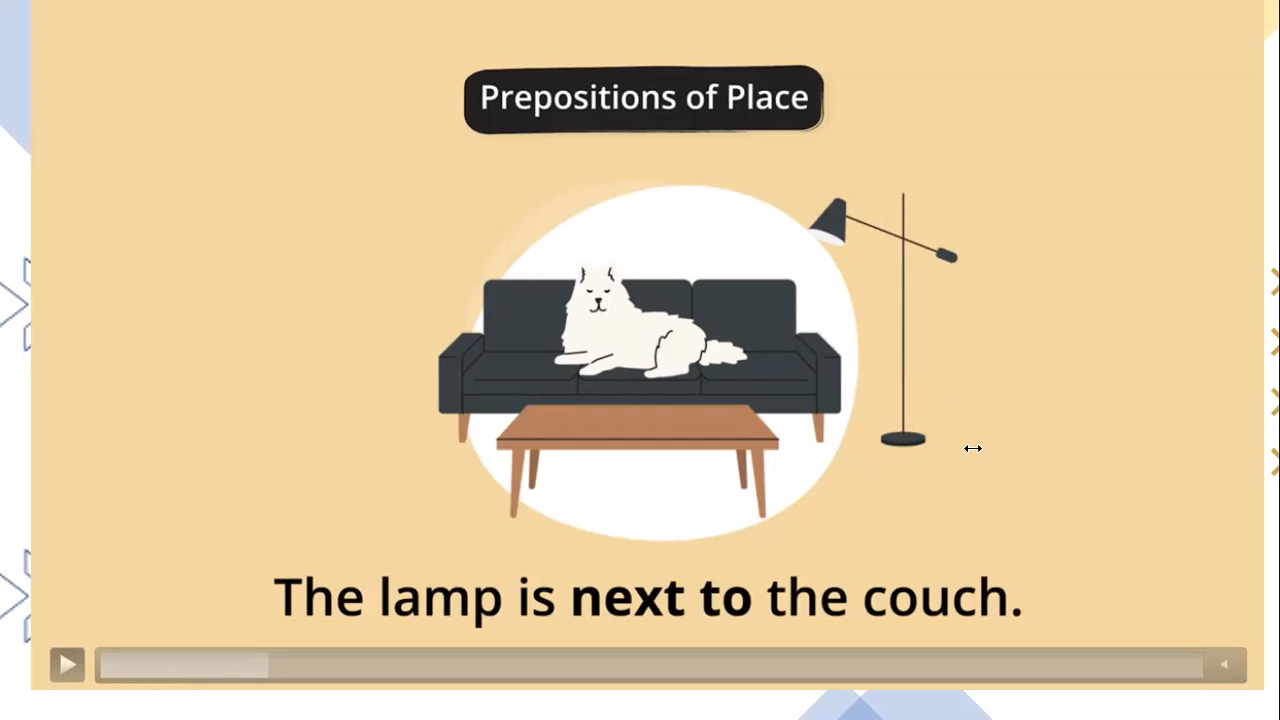 Prepositions of Place
The lamp is next to the couch.